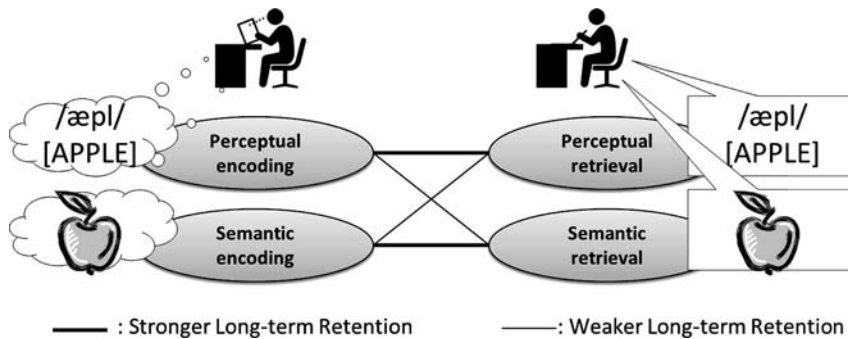 /æpl/
[APPLE]
Perceptual
encoding
Perceptual
retrieval
/æpl/
[APPLE]
Semantic
encoding
Semantic
retrieval
: Stronger Long-term Retention
: Weaker Long-term Retention